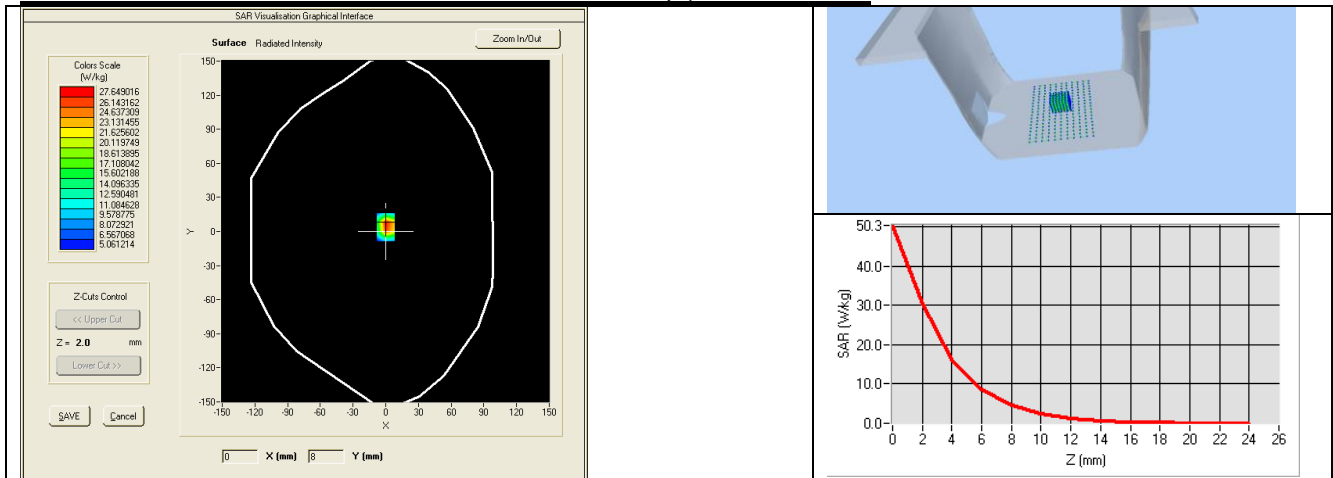 SAR Visualisation Graphical Interface
Surface Radiated Intensity
Zoom In/Out
Colors Scale
(W/kg)
27.649016
26.143162
24.637309
23.131455
21.625602
20.119749
18.613895
17.108042
15.602188
14.096335
12.590481
11.084628
9.578775
8.072921
6.567068
5.061214
Z-Cuts Control
<< Upper Cut
Z = 2.0 mm
Lower Cut >>
SAVE Cancel
150
120
90
60
30
0
-30
-60
-90
-120
-150
Y
-150 -120 -90 -60 -30 0 30 60 90 120 150
X
0 X (mm) 8 Y (mm)
50.3
40.0
30.0
20.0
10.0
0.0
SAR (W/kg)
0 2 4 6 8 10 12 14 16 18 20 22 24 26
Z (mm)